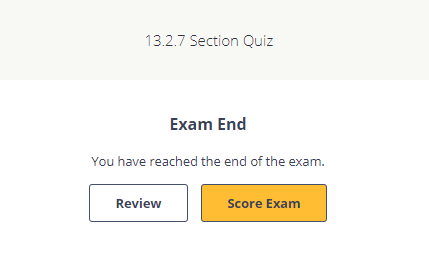 13.2.7 Section Quiz
Exam End
You have reached the end of the exam.
Review
Score Exam